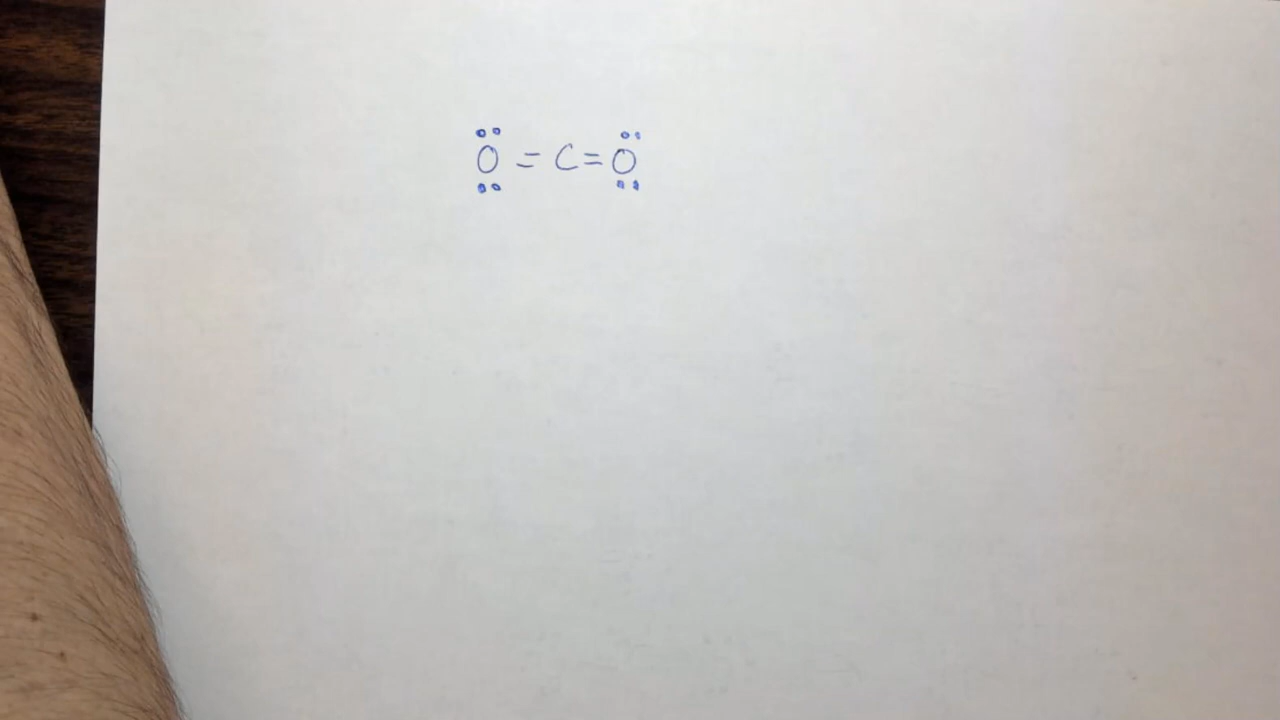 O = C = O